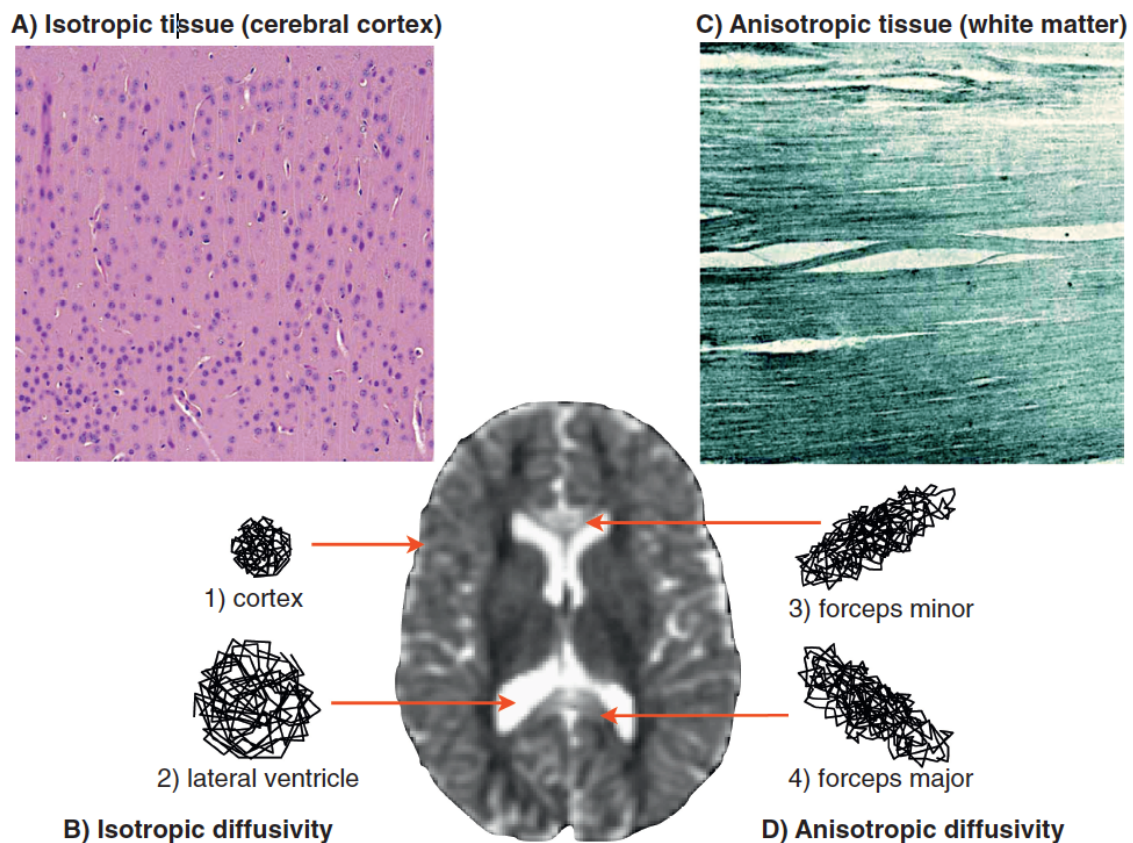 A) Isotropic tissue (cerebral cortex)
C) Anisotropic tissue (white matter)
1) cortex
2) lateral ventricle
B) Isotropic diffusivity
3) forceps minor
4) forceps major
D) Anisotropic diffusivity